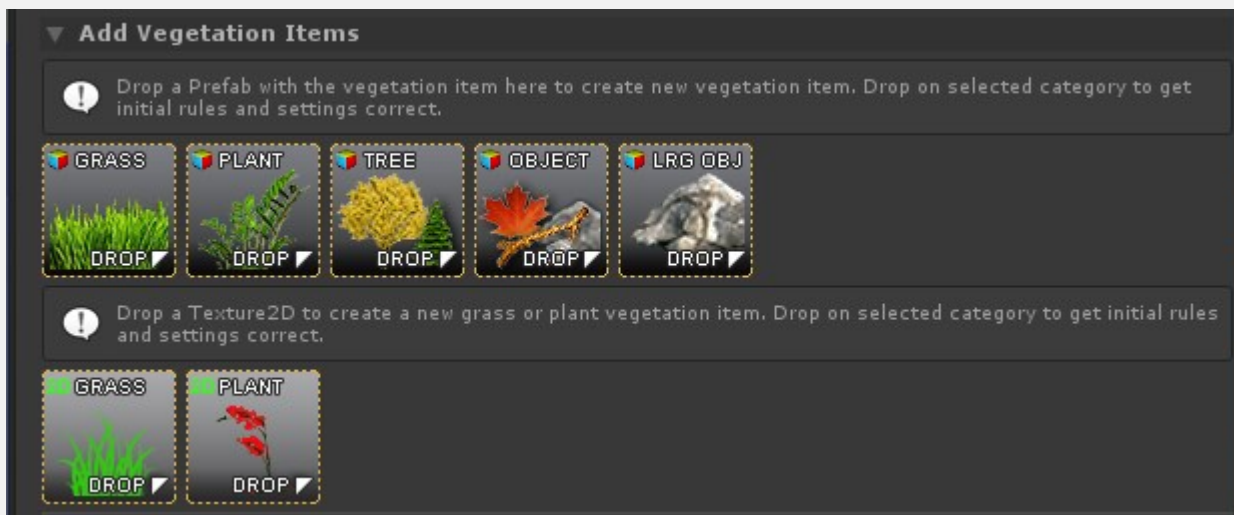 Add Vegetation Items
Drop a Prefab with the vegetation item here to create new vegetation item. Drop on selected category to get
initial rules and settings correct.
GRASS PLANT TREE OBJECT LRG OBJ
DROP DROP DROP DROP DROP
Drop a Texture2D to create a new grass or plant vegetation item. Drop on selected category to get initial rules
and settings correct.
2D GRASS 2D PLANT
DROP DROP